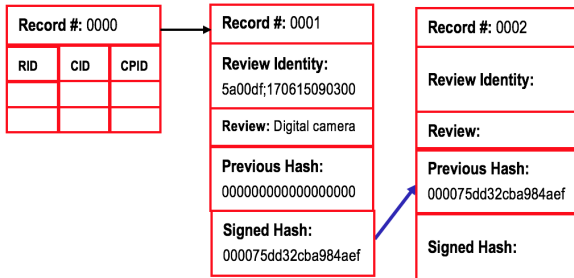 Record #: 0000
RID CID CPID
Record #: 0001
Review Identity:
5a00df;170615090300
Review: Digital camera
Previous Hash:
000000000000000000
Signed Hash:
000075dd32cba984aef
Record #: 0002
Review Identity:
Review:
Previous Hash:
000075dd32cba984aef
Signed Hash: